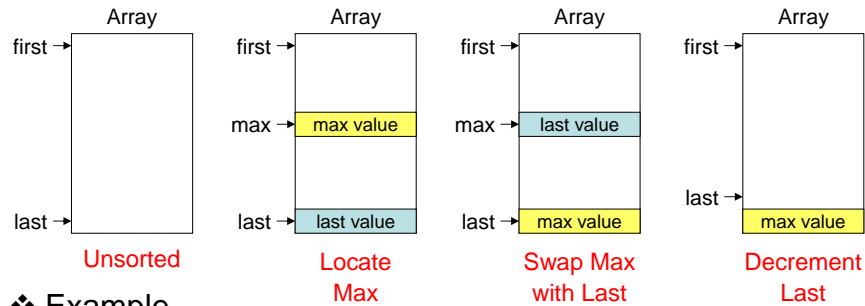 Array Array Array Array
first first first first
max max value max last value
last
last last last value last max value max value
Unsorted Locate Swap Max Decrement
Max with Last Last
❖ Example